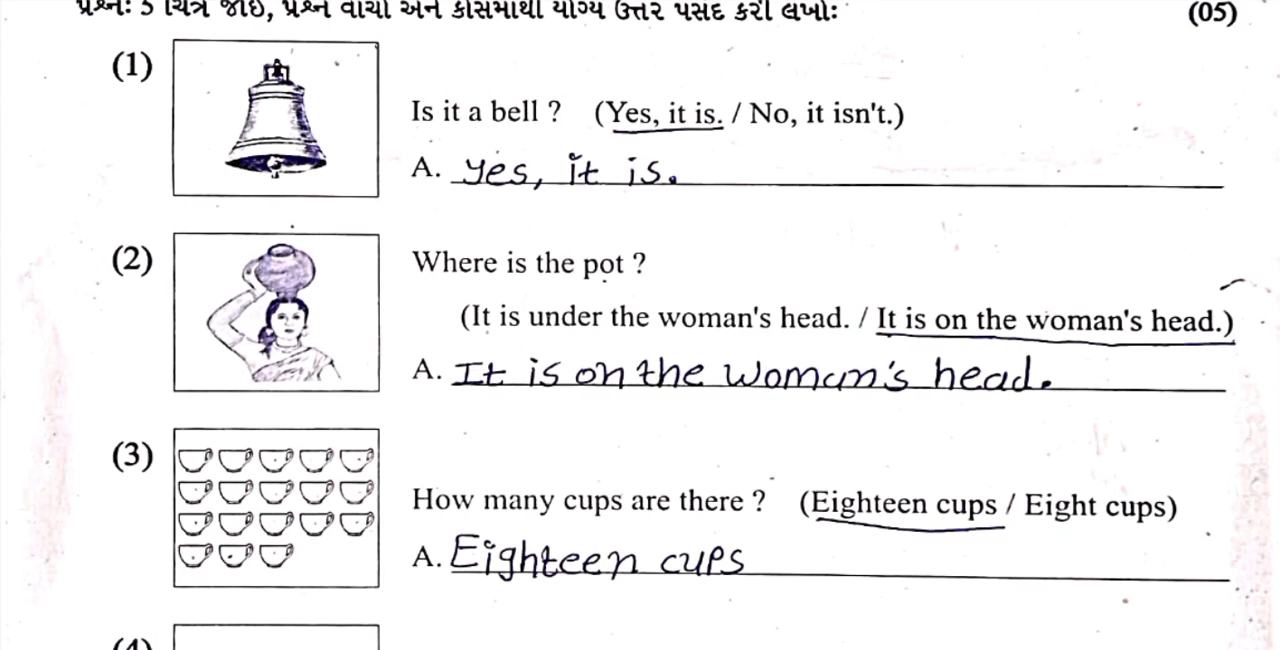 પ્રશ્ન: 5 ચિત્ર જોઈ, પ્રશ્ન વાંચી અને કૌંસમાંથી યોગ્ય ઉત્તર પસંદ કરી લખો: (05)
(1) Is it a bell ? (Yes, it is. / No, it isn't.)
A. Yes, it is.
(2) Where is the pot ?
(It is under the woman's head. / It is on the woman's head.)
A. It is on the woman's head.
(3) How many cups are there ? (Eighteen cups / Eight cups)
A. Eighteen cups
(4)